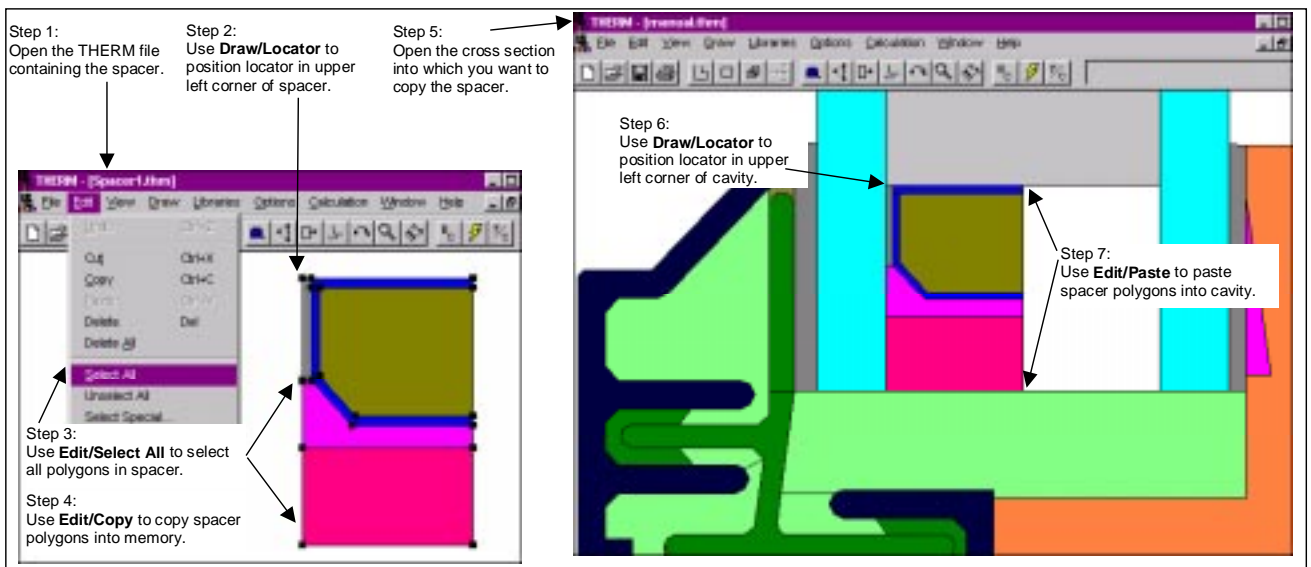 Step 1:
Open the THERM file
containing the spacer.
Step 2:
Use Draw/Locator to
position locator in upper
left corner of spacer.
THERM - [Spacer1.thm]
File Edit View Draw Libraries Options Calculation Window Help
Undo Ctrl+Z
Cut Ctrl+X
Copy Ctrl+C
Paste Ctrl+V
Delete Del
Delete All
Select All
Unselect All
Select Special...
Step 3:
Use Edit/Select All to select
all polygons in spacer.
Step 4:
Use Edit/Copy to copy spacer
polygons into memory.
Step 5:
Open the cross section
into which you want to
copy the spacer.
THERM - [manual.thm]
File Edit View Draw Libraries Options Calculation Window Help
Step 6:
Use Draw/Locator to
position locator in upper
left corner of cavity.
Step 7:
Use Edit/Paste to paste
spacer polygons into cavity.